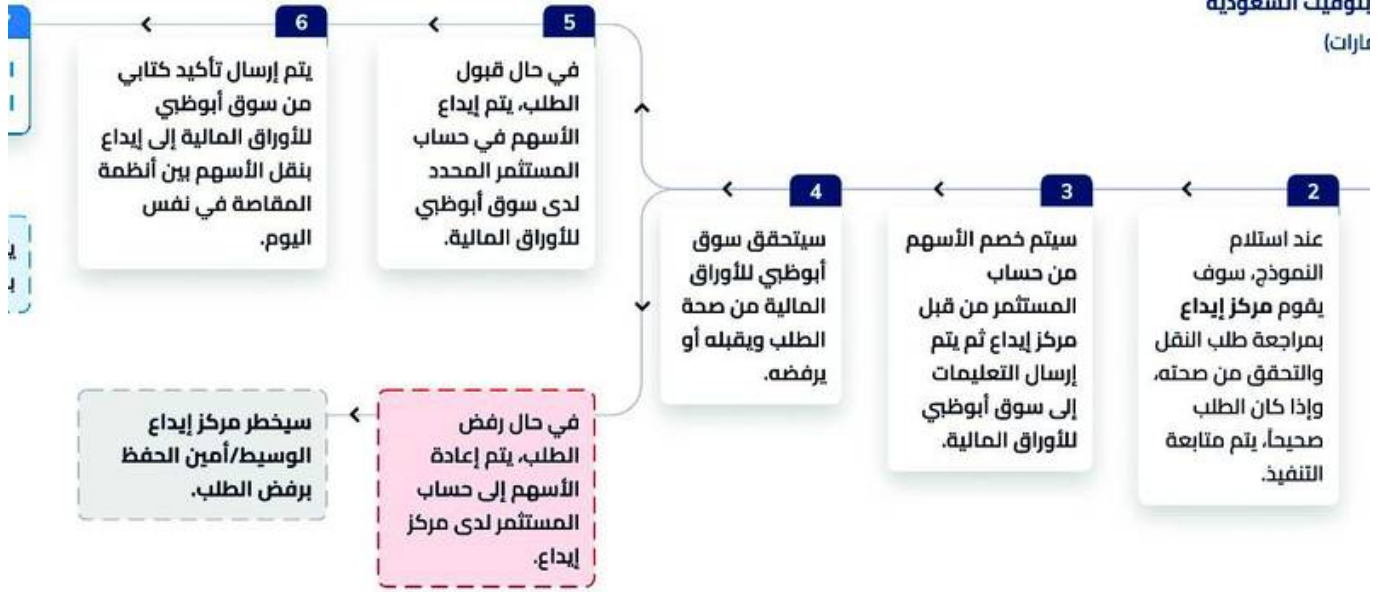 بتوقيت السعودية
2
عند استلام
النموذج، سوف
يقوم مركز إيداع
بمراجعة طلب النقل
والتحقق من صحته،
وإذا كان الطلب
صحيحاً، يتم متابعة
التنفيذ.
3
سيتم خصم الأسهم
من حساب
المستثمر من قبل
مركز إيداع ثم يتم
إرسال التعليمات
إلى سوق أبوظبي
للأوراق المالية.
4
سيتحقق سوق
أبوظبي للأوراق
المالية من صحة
الطلب ويقبله أو
يرفضه.
5
في حال قبول
الطلب، يتم إيداع
الأسهم في حساب
المستثمر المحدد
لدى سوق أبوظبي
للأوراق المالية.
6
يتم إرسال تأكيد كتابي
من سوق أبوظبي
للأوراق المالية إلى إيداع
بنقل الأسهم بين أنظمة
المقاصة في نفس
اليوم.
في حال رفض
الطلب، يتم إعادة
الأسهم إلى حساب
المستثمر لدى مركز
إيداع.
سيخطر مركز إيداع
الوسيط/أمين الحفظ
برفض الطلب.